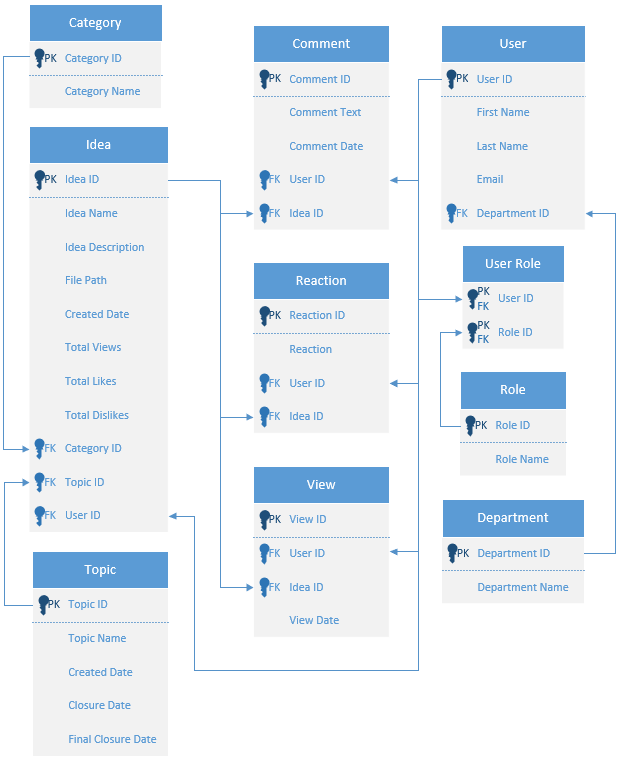 Category
PK Category ID
Category Name
Idea
PK Idea ID
Idea Name
Idea Description
File Path
Created Date
Total Views
Total Likes
Total Dislikes
FK Category ID
FK Topic ID
FK User ID
Topic
PK Topic ID
Topic Name
Created Date
Closure Date
Final Closure Date
Comment
PK Comment ID
Comment Text
Comment Date
FK User ID
FK Idea ID
Reaction
PK Reaction ID
Reaction
FK User ID
FK Idea ID
View
PK View ID
FK User ID
FK Idea ID
View Date
User
PK User ID
First Name
Last Name
Email
FK Department ID
User Role
PK
FK User ID
PK
FK Role ID
Role
PK Role ID
Role Name
Department
PK Department ID
Department Name